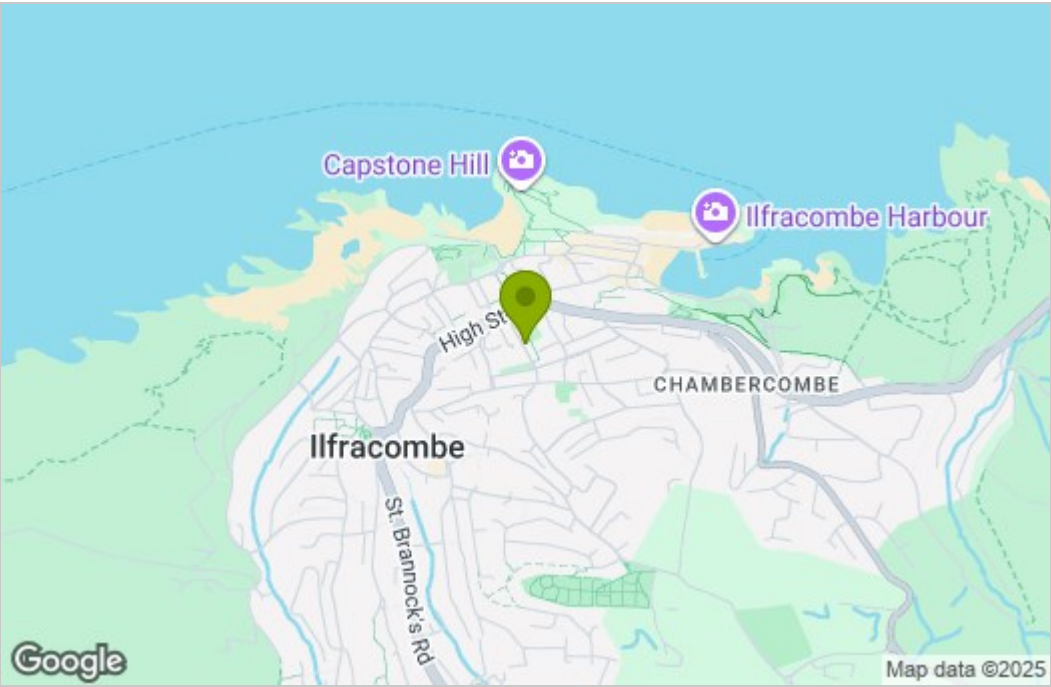 Capstone Hill
Ilfracombe Harbour
High St
CHAMBERCOMBE
Ilfracombe
St. Brannock's Rd
Google
Map data ©2025